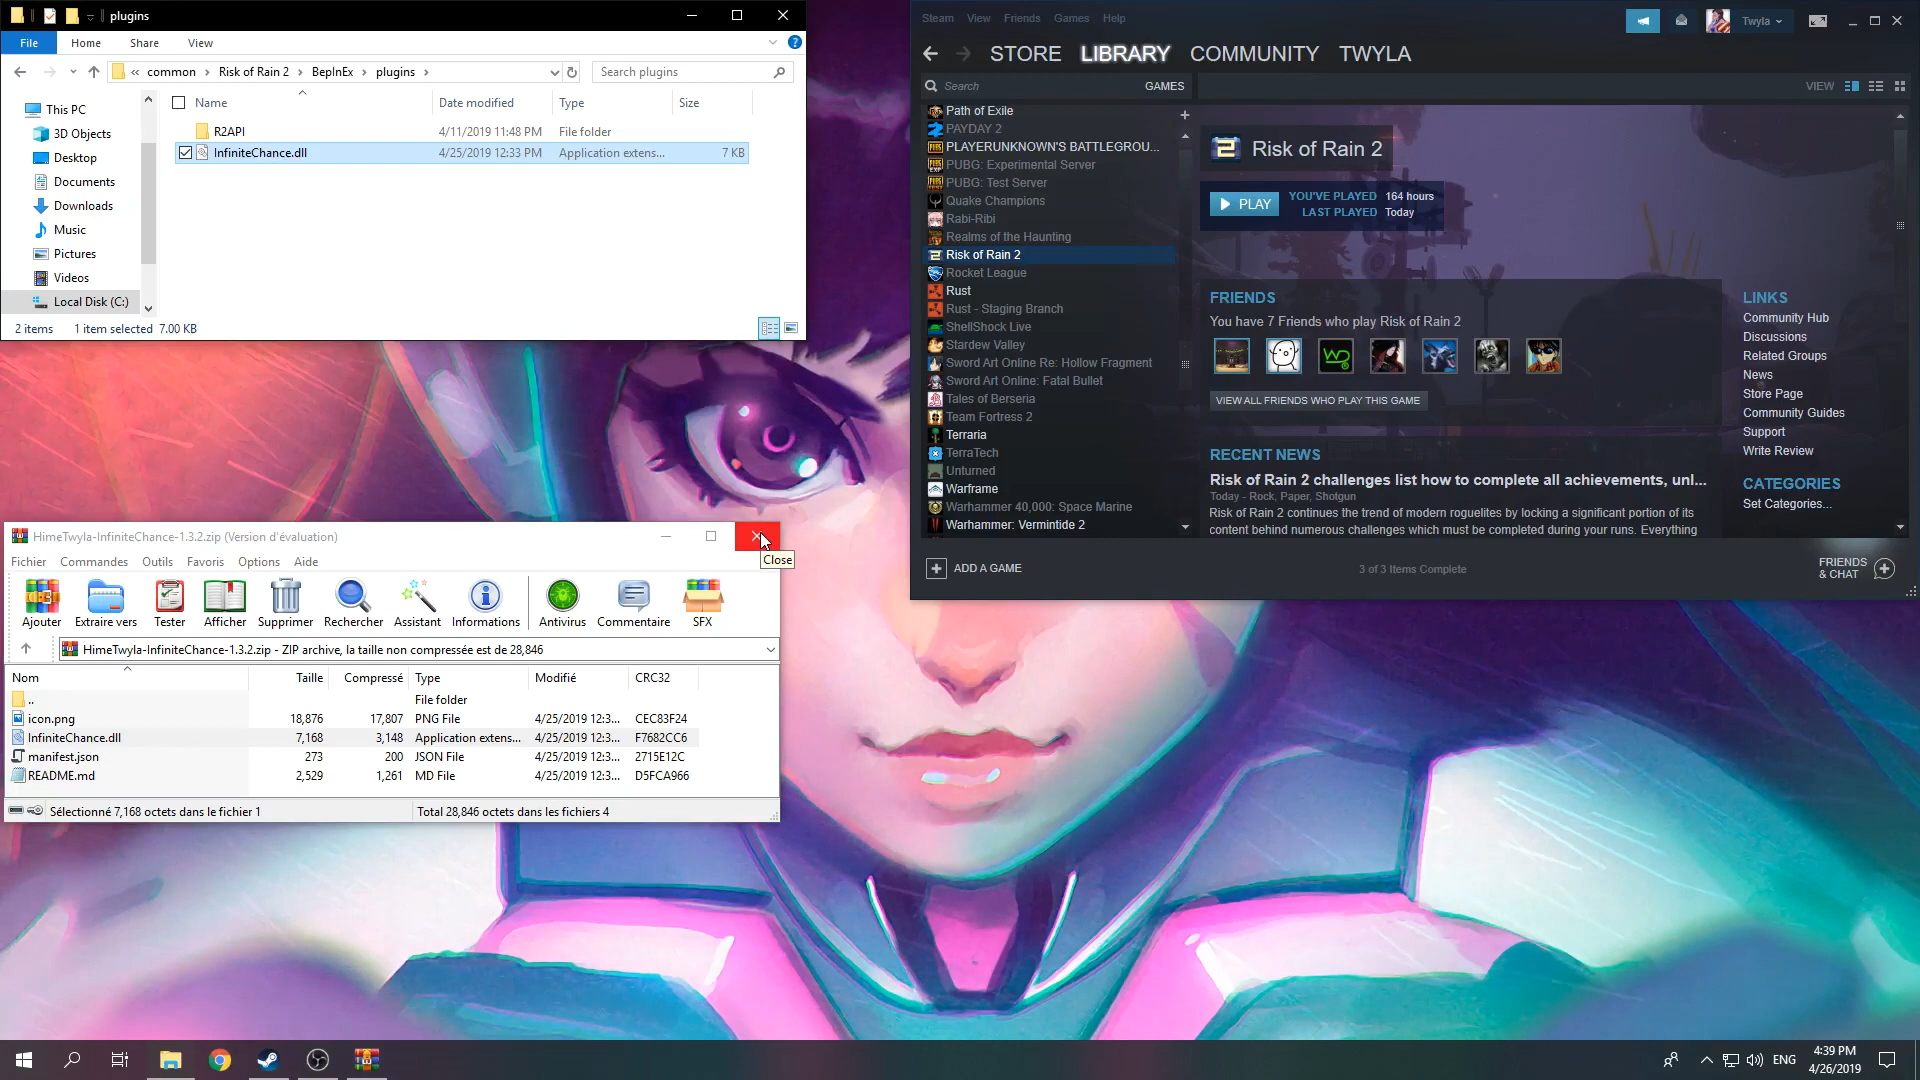 plugins
File
Home
Share
View
« common > Risk of Rain 2 > BepInEx > plugins >
Search plugins
This PC
3D Objects
Desktop
Documents
Downloads
Music
Pictures
Videos
Local Disk (C:)
Name
Date modified
Type
Size
R2API
4/11/2019 11:48 PM
File folder
InfiniteChance.dll
4/25/2019 12:33 PM
Application extens...
7 KB
2 items
1 item selected 7.00 KB
Steam
View
Friends
Games
Help
Twyla
STORE
LIBRARY
COMMUNITY
TWYLA
Search
GAMES
VIEW
Path of Exile
PAYDAY 2
PLAYERUNKNOWN'S BATTLEGROU...
PUBG: Experimental Server
PUBG: Test Server
Quake Champions
Rabi-Ribi
Realms of the Haunting
Risk of Rain 2
Rocket League
Rust
Rust - Staging Branch
ShellShock Live
Stardew Valley
Sword Art Online Re: Hollow Fragment
Sword Art Online: Fatal Bullet
Tales of Berseria
Team Fortress 2
Terraria
TerraTech
Unturned
Warframe
Warhammer 40,000: Space Marine
Warhammer: Vermintide 2
Risk of Rain 2
PLAY
YOU'VE PLAYED 164 hours
LAST PLAYED Today
FRIENDS
You have 7 Friends who play Risk of Rain 2
VIEW ALL FRIENDS WHO PLAY THIS GAME
RECENT NEWS
Risk of Rain 2 challenges list how to complete all achievements, unl...
Today - Rock, Paper, Shotgun
Risk of Rain 2 continues the trend of modern roguelites by locking a significant portion of its
content behind numerous challenges which must be completed during your runs. Everything
LINKS
Community Hub
Discussions
Related Groups
News
Store Page
Community Guides
Support
Write Review
CATEGORIES
Set Categories...
ADD A GAME
3 of 3 Items Complete
FRIENDS
& CHAT
HimeTwyla-InfiniteChance-1.3.2.zip (Version d'évaluation)
Close
Fichier
Commandes
Outils
Favoris
Options
Aide
Ajouter
Extraire vers
Tester
Afficher
Supprimer
Rechercher
Assistant
Informations
Antivirus
Commentaire
SFX
HimeTwyla-InfiniteChance-1.3.2.zip - ZIP archive, la taille non compressée est de 28,846
Nom
Taille
Compressé
Type
Modifié
CRC32
..
File folder
icon.png
18,876
17,807
PNG File
4/25/2019 12:3...
CEC83F24
InfiniteChance.dll
7,168
3,148
Application extens...
4/25/2019 12:3...
F7682CC6
manifest.json
273
200
JSON File
4/25/2019 12:3...
2715E12C
README.md
2,529
1,261
MD File
4/25/2019 12:3...
D5FCA966
Sélectionné 7,168 octets dans le fichier 1
Total 28,846 octets dans les fichiers 4
ENG
4:39 PM
4/26/2019